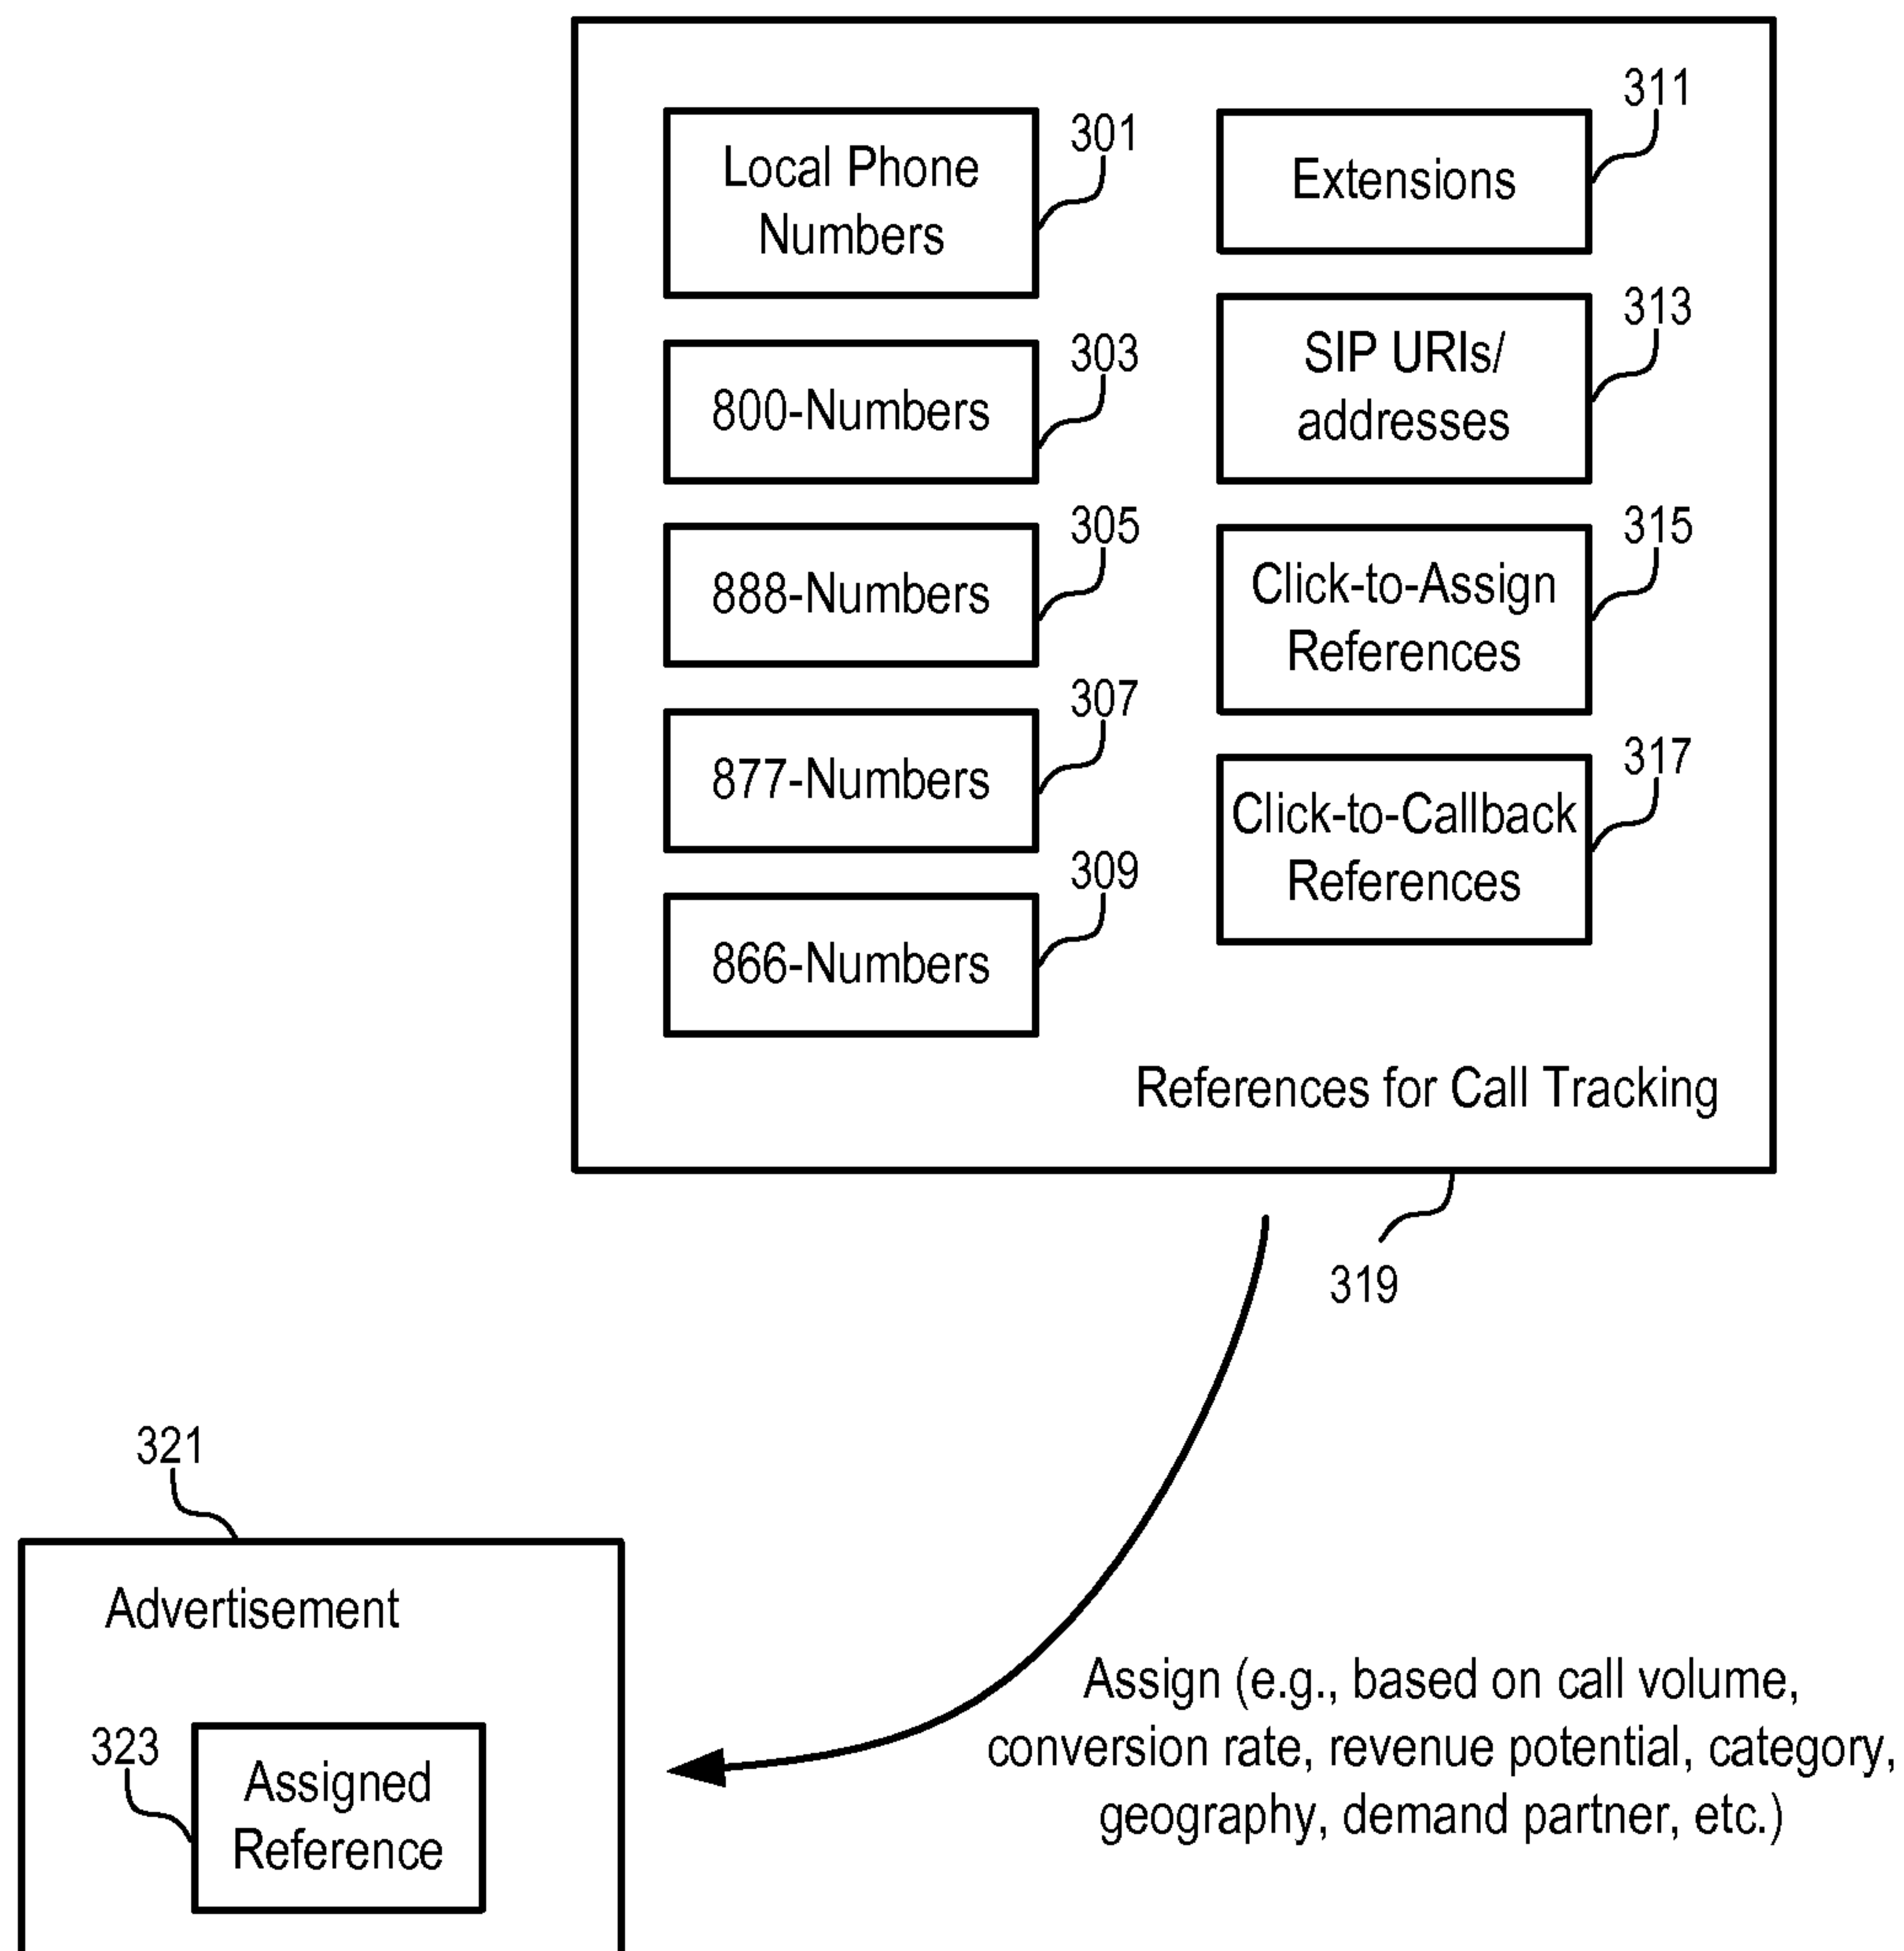 Local Phone
Numbers
301
800-Numbers
303
888-Numbers
305
877-Numbers
307
866-Numbers
309
Extensions
311
SIP URIs/
addresses
313
Click-to-Assign
References
315
Click-to-Callback
References
317
References for Call Tracking
319
321
Advertisement
323
Assigned
Reference
Assign (e.g., based on call volume,
conversion rate, revenue potential, category,
geography, demand partner, etc.)